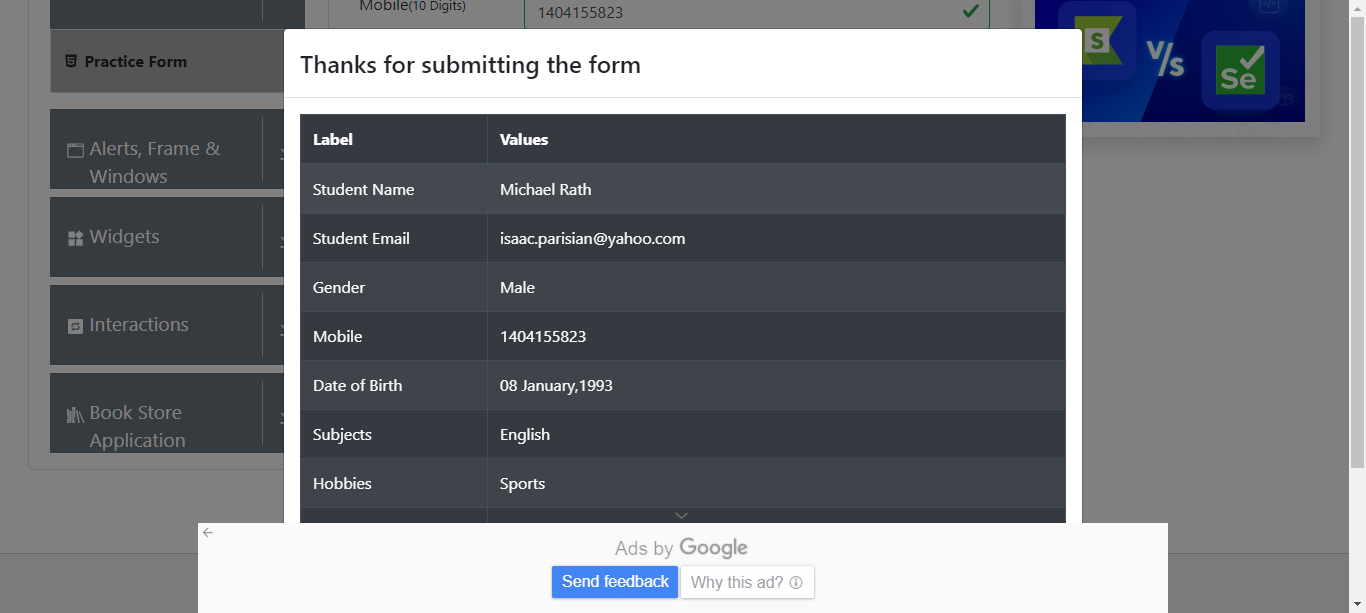 Mobile(10 Digits)
1404155823
Practice Form
S
V/s
Se
Alerts, Frame &
Windows
Widgets
Interactions
Book Store
Application
Thanks for submitting the form
Label Values
Student Name Michael Rath
Student Email isaac.parisian@yahoo.com
Gender Male
Mobile 1404155823
Date of Birth 08 January,1993
Subjects English
Hobbies Sports
Ads by Google
Send feedback Why this ad?